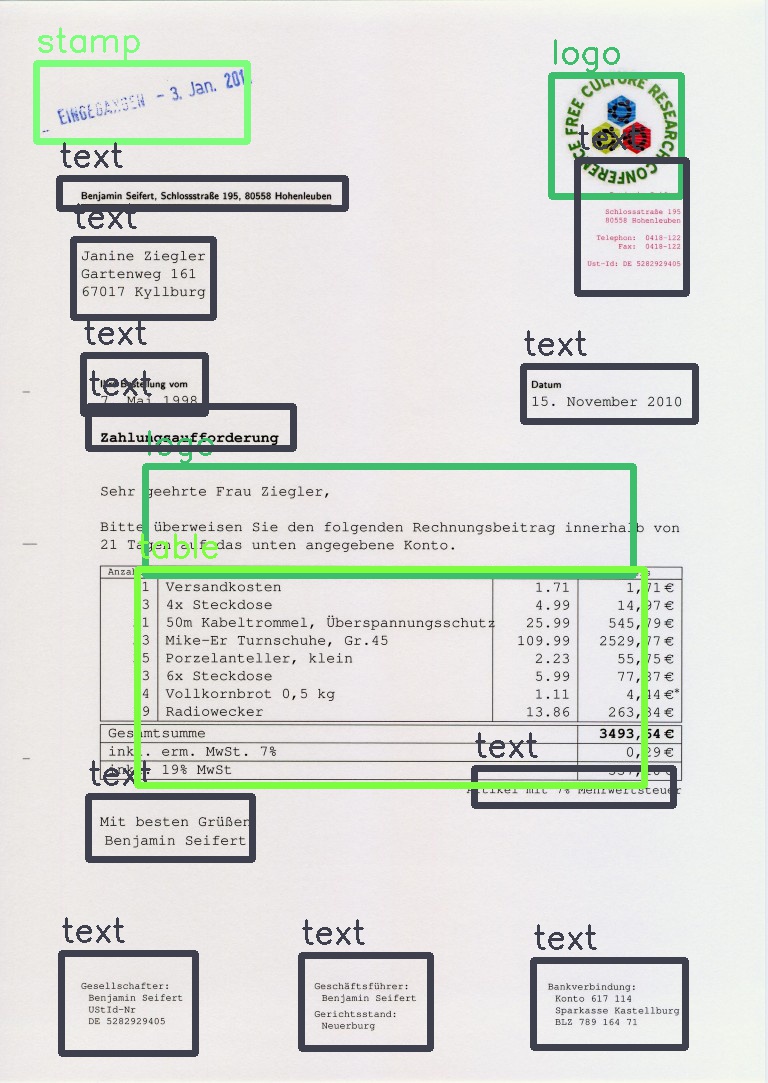 stamp
EINGEGANGEN - 3. Jan. 201
logo
FREE CULTURE RESEARCH CONFERENCE
text
Benjamin Seifert, Schlossstraße 195, 80558 Hohenleuben
text
Schlossstraße 195
80558 Hohenleuben
Telephon: 0418-122
Fax: 0418-122
Ust-Id: DE 5282929405
text
Janine Ziegler
Gartenweg 161
67017 Kyllburg
text
Ihre Bestellung vom
7. Mai 1998
text
Datum
15. November 2010
text
Zahlungsaufforderung
logo
Sehr geehrte Frau Ziegler,
Bitte überweisen Sie den folgenden Rechnungsbeitrag innerhalb von
21 Tagen auf das unten angegebene Konto.
table
1 Versandkosten 1.71 1,71€
3 4x Steckdose 4.99 14,97€
50m Kabeltrommel, Überspannungsschutz 25.99 545,79€
Mike-Er Turnschuhe, Gr.45 109.99 2529,77€
Porzelanteller, klein 2.23 55,75€
6x Steckdose 5.99 77,87€
4 Vollkornbrot 0,5 kg 1.11 4,44€*
Radiowecker 13.86 263,34€
Gesamtsumme 3493,64€
inkl. erm. MwSt. 7% 0,29€
inkl. 19% MwSt
text
Artikel mit 7% Mehrwertsteuer
text
Mit besten Grüßen
Benjamin Seifert
text
Gesellschafter:
Benjamin Seifert
UStId-Nr
DE 5282929405
text
Geschäftsführer:
Benjamin Seifert
Gerichtsstand:
Neuerburg
text
Bankverbindung:
Konto 617 114
Sparkasse Kastellburg
BLZ 789 164 71